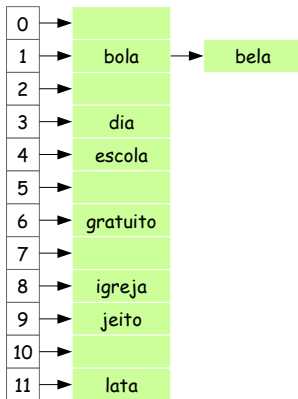 0
1 bola bela
2
3 dia
4 escola
5
6 gratuito
7
8 igreja
9 jeito
10
11 lata